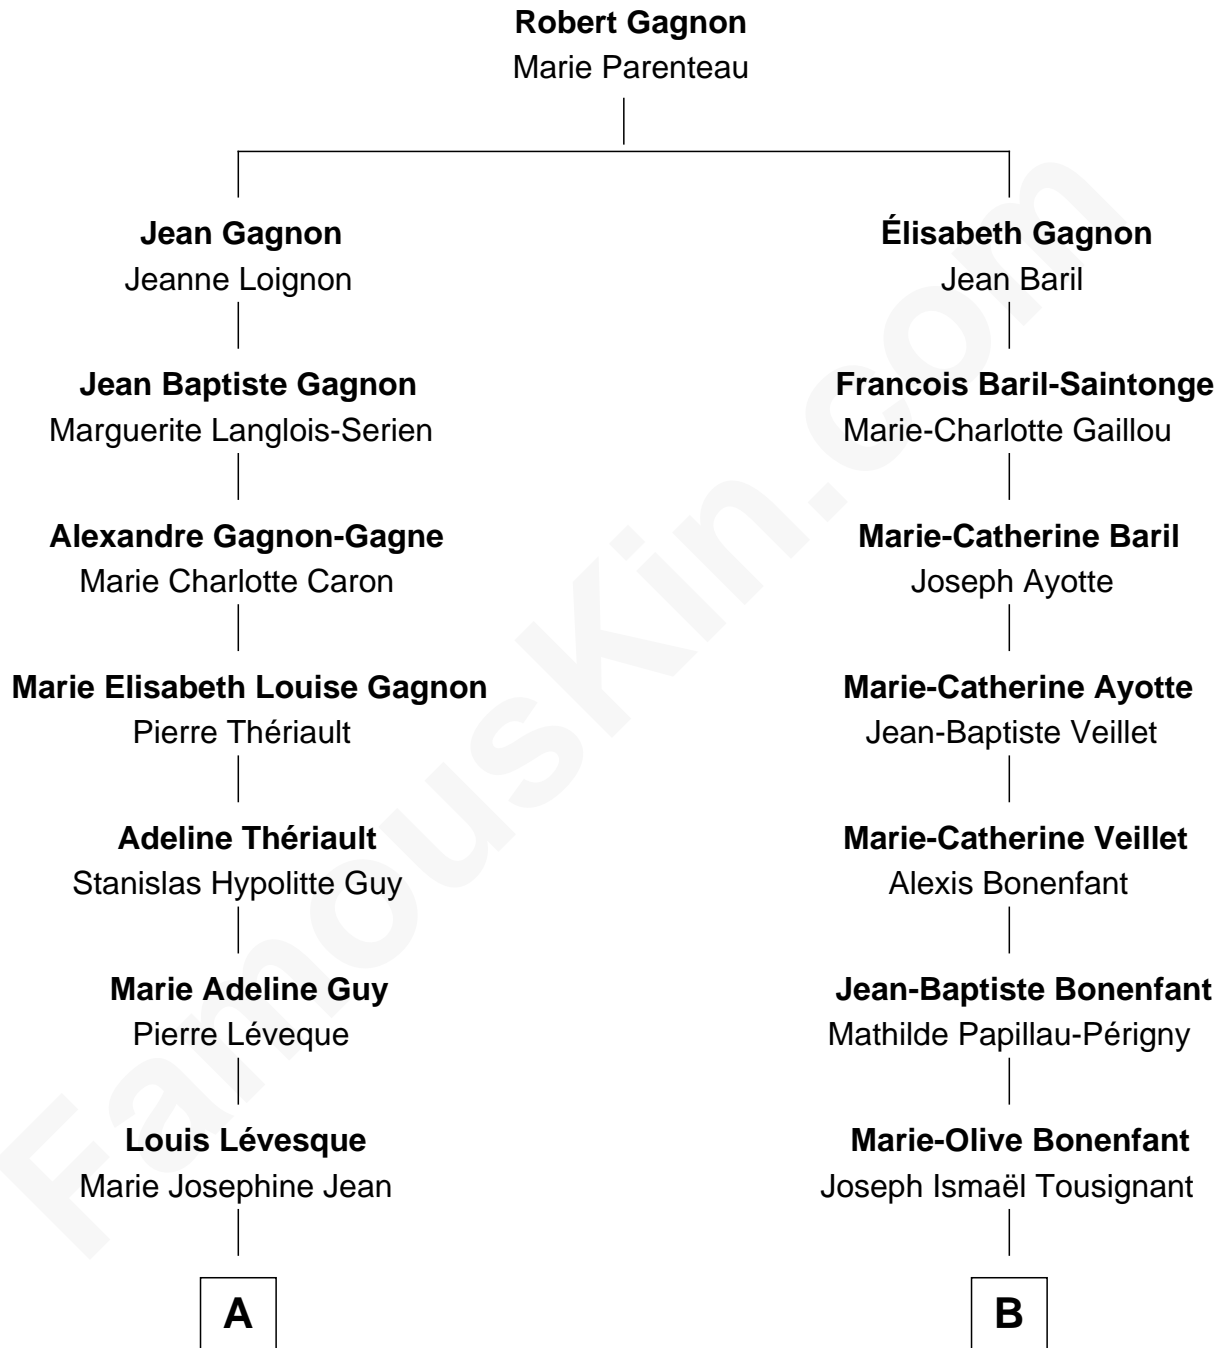 Robert Gagnon
Marie Parenteau
Jean Gagnon
Jeanne Loignon
Élisabeth Gagnon
Jean Baril
Jean Baptiste Gagnon
Marguerite Langlois-Serien
Francois Baril-Saintonge
Marie-Charlotte Gaillou
Alexandre Gagnon-Gagne
Marie Charlotte Caron
Marie-Catherine Baril
Joseph Ayotte
Marie Elisabeth Louise Gagnon
Pierre Thériault
Marie-Catherine Ayotte
Jean-Baptiste Veillet
Adeline Thériault
Stanislas Hypolitte Guy
Marie-Catherine Veillet
Alexis Bonenfant
Marie Adeline Guy
Pierre Léveque
Jean-Baptiste Bonenfant
Mathilde Papillau-Périgny
Louis Lévesque
Marie Josephine Jean
Marie-Olive Bonenfant
Joseph Ismaël Tousignant
A
B
FamousKin.com